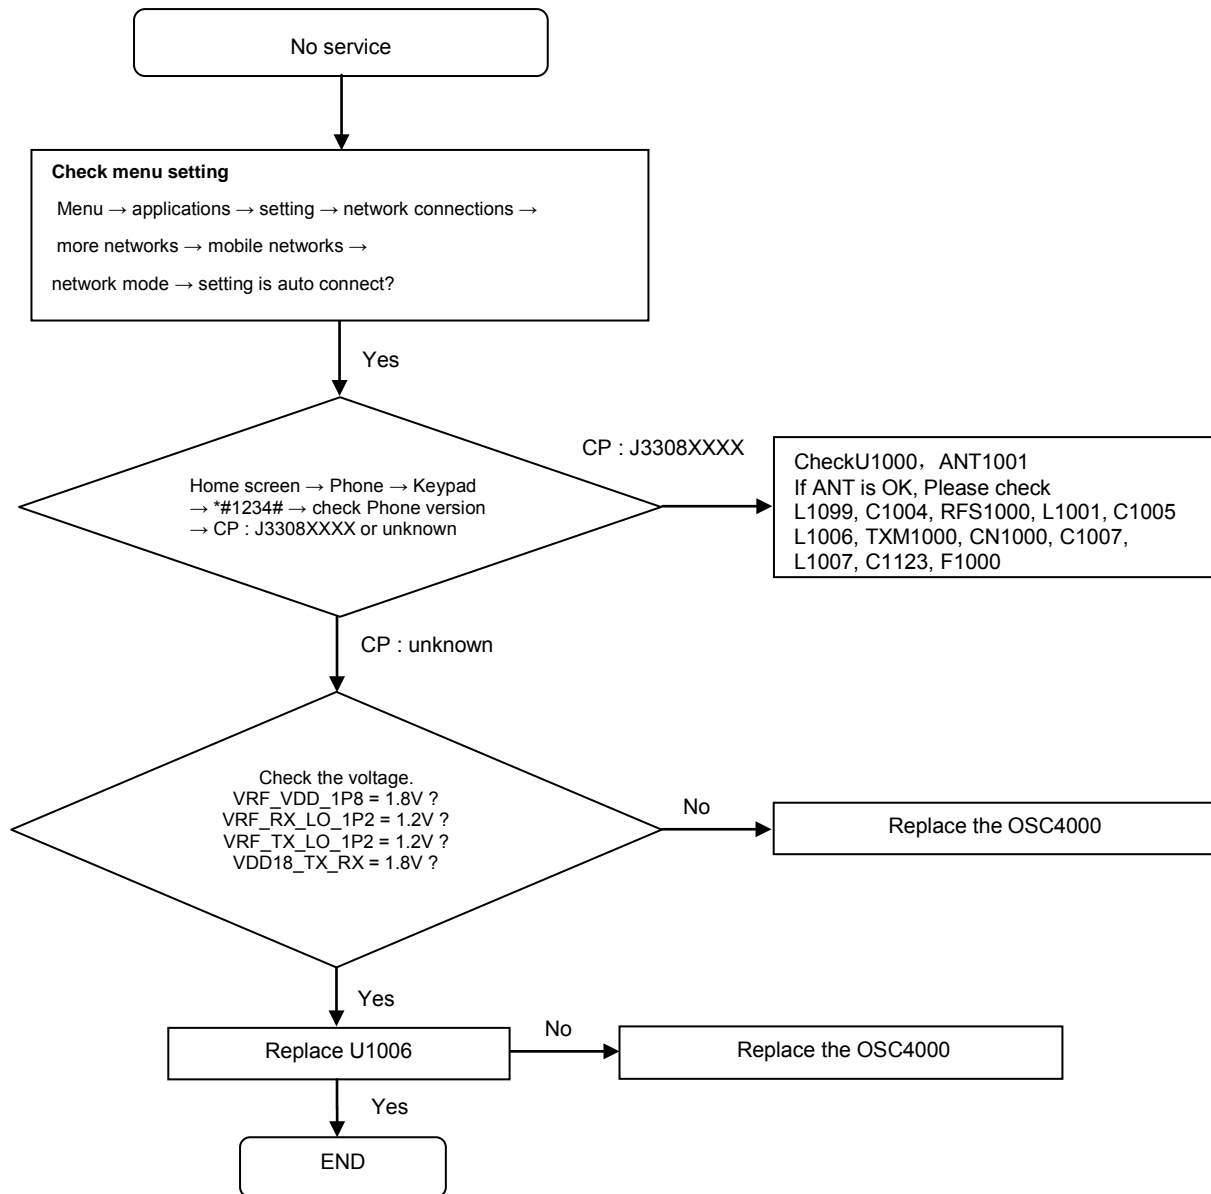 No service
Check menu setting
Menu → applications → setting → network connections →
more networks → mobile networks →
network mode → setting is auto connect?
Yes
CP : J3308XXXX
Home screen → Phone → Keypad
→ *#1234# → check Phone version
→ CP : J3308XXXX or unknown
CheckU1000，ANT1001
If ANT is OK, Please check
L1099, C1004, RFS1000, L1001, C1005
L1006, TXM1000, CN1000, C1007,
L1007, C1123, F1000
CP : unknown
Check the voltage.
VRF_VDD_1P8 = 1.8V ?
VRF_RX_LO_1P2 = 1.2V ?
VRF_TX_LO_1P2 = 1.2V ?
VDD18_TX_RX = 1.8V ?
No
Replace the OSC4000
Yes
Replace U1006
No
Replace the OSC4000
Yes
END